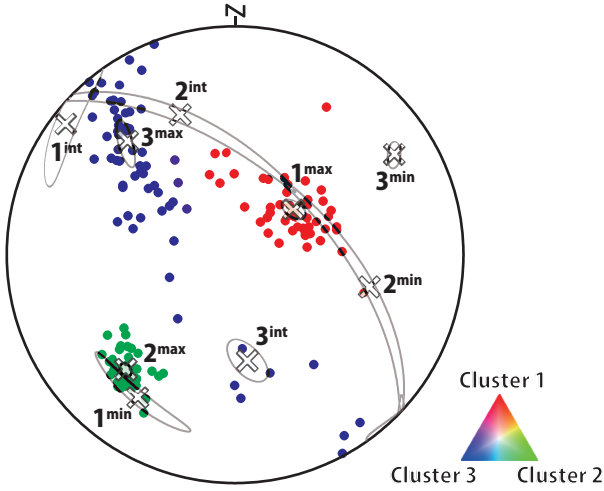 N
2int
3max
1int
1max
3min
2min
3int
2max
1min
Cluster 1
Cluster 3
Cluster 2